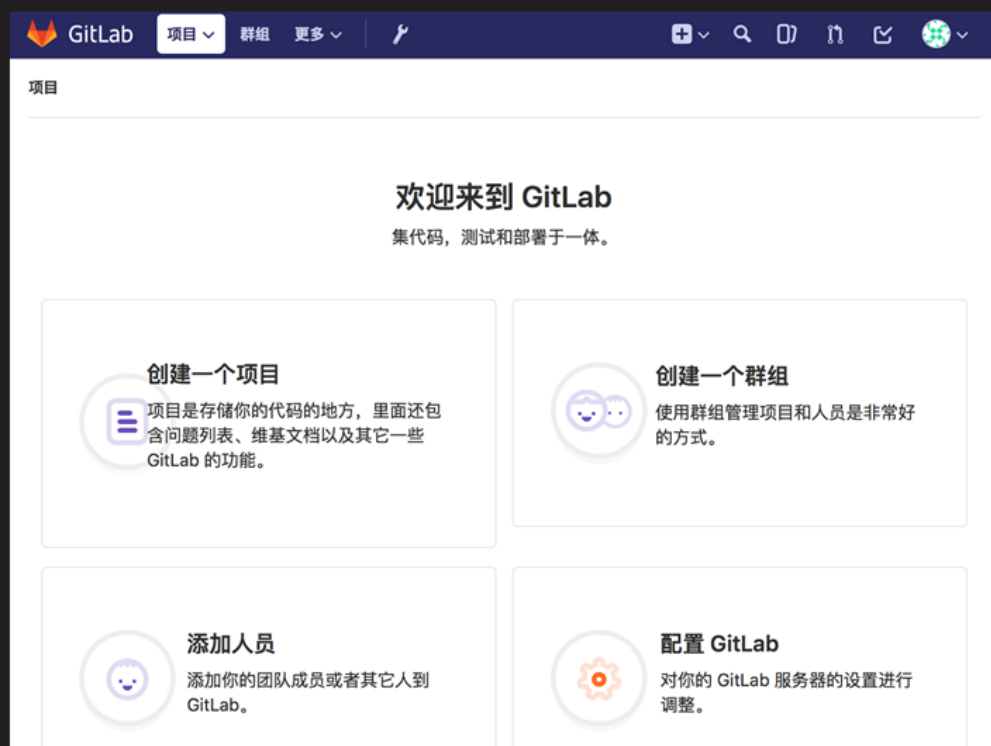 GitLab 项目 群组 更多
项目
欢迎来到 GitLab
集代码，测试和部署于一体。
创建一个项目
项目是存储你的代码的地方，里面还包
含问题列表、维基文档以及其它一些
GitLab 的功能。
创建一个群组
使用群组管理项目和人员是非常好
的方式。
添加人员
添加你的团队成员或者其它人到
GitLab。
配置 GitLab
对你的 GitLab 服务器的设置进行
调整。